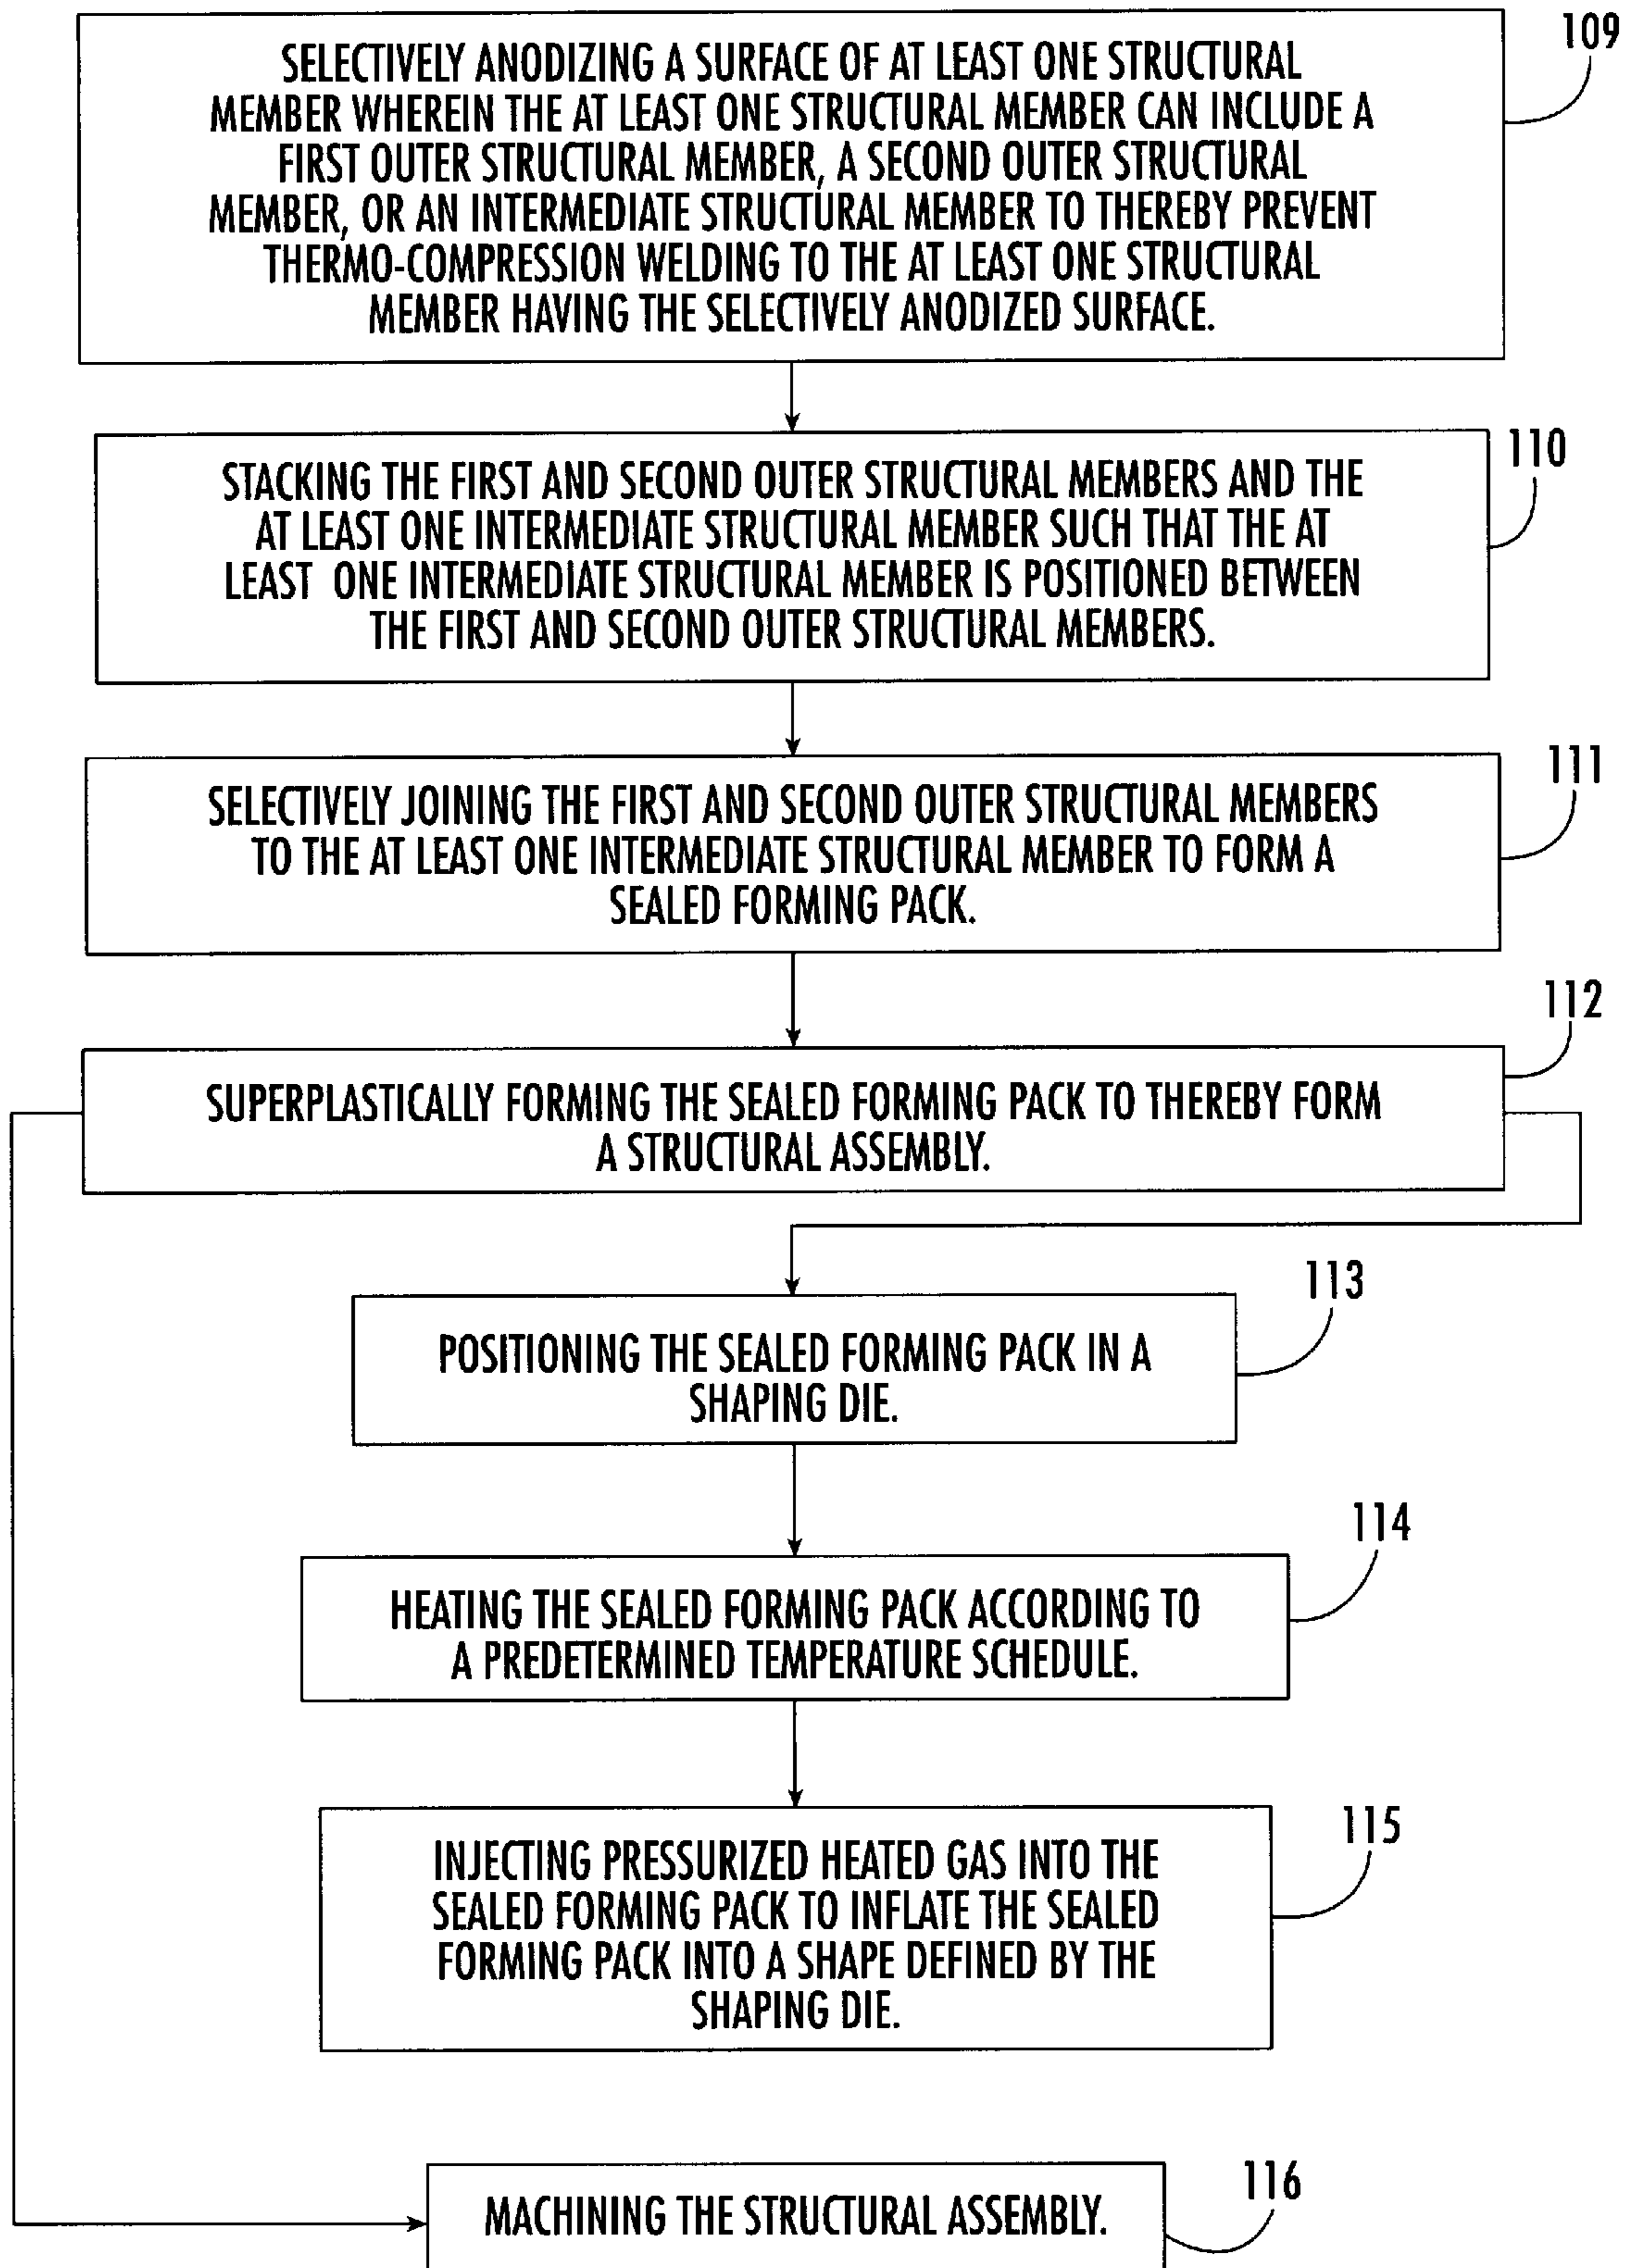 109
SELECTIVELY ANODIZING A SURFACE OF AT LEAST ONE STRUCTURAL
MEMBER WHEREIN THE AT LEAST ONE STRUCTURAL MEMBER CAN INCLUDE A
FIRST OUTER STRUCTURAL MEMBER, A SECOND OUTER STRUCTURAL
MEMBER, OR AN INTERMEDIATE STRUCTURAL MEMBER TO THEREBY PREVENT
THERMO-COMPRESSION WELDING TO THE AT LEAST ONE STRUCTURAL
MEMBER HAVING THE SELECTIVELY ANODIZED SURFACE.
110
STACKING THE FIRST AND SECOND OUTER STRUCTURAL MEMBERS AND THE
AT LEAST ONE INTERMEDIATE STRUCTURAL MEMBER SUCH THAT THE AT
LEAST ONE INTERMEDIATE STRUCTURAL MEMBER IS POSITIONED BETWEEN
THE FIRST AND SECOND OUTER STRUCTURAL MEMBERS.
111
SELECTIVELY JOINING THE FIRST AND SECOND OUTER STRUCTURAL MEMBERS
TO THE AT LEAST ONE INTERMEDIATE STRUCTURAL MEMBER TO FORM A
SEALED FORMING PACK.
112
SUPERPLASTICALLY FORMING THE SEALED FORMING PACK TO THEREBY FORM
A STRUCTURAL ASSEMBLY.
113
POSITIONING THE SEALED FORMING PACK IN A
SHAPING DIE.
114
HEATING THE SEALED FORMING PACK ACCORDING TO
A PREDETERMINED TEMPERATURE SCHEDULE.
115
INJECTING PRESSURIZED HEATED GAS INTO THE
SEALED FORMING PACK TO INFLATE THE SEALED
FORMING PACK INTO A SHAPE DEFINED BY THE
SHAPING DIE.
116
MACHINING THE STRUCTURAL ASSEMBLY.